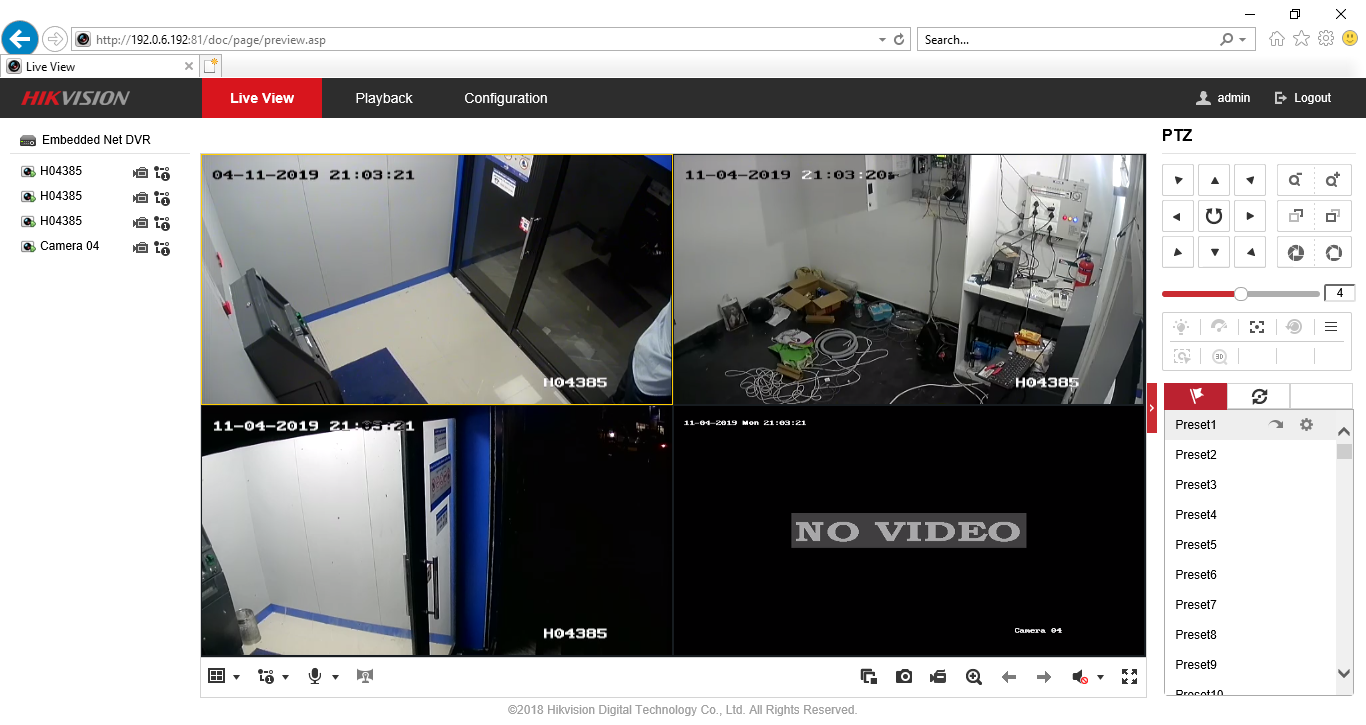 http://192.0.6.192:81/doc/page/preview.asp
Search...
Live View
HIKVISION
Live View
Playback
Configuration
admin
Logout
Embedded Net DVR
H04385
H04385
H04385
Camera 04
04-11-2019 21:03:21
H04385
11-04-2019 21:03:20
H04385
11-04-2019 21:03:21
H04385
11-04-2019 Mon 21:03:21
NO VIDEO
Camera 04
PTZ
4
3D
Preset1
Preset2
Preset3
Preset4
Preset5
Preset6
Preset7
Preset8
Preset9
Preset10
©2018 Hikvision Digital Technology Co., Ltd. All Rights Reserved.